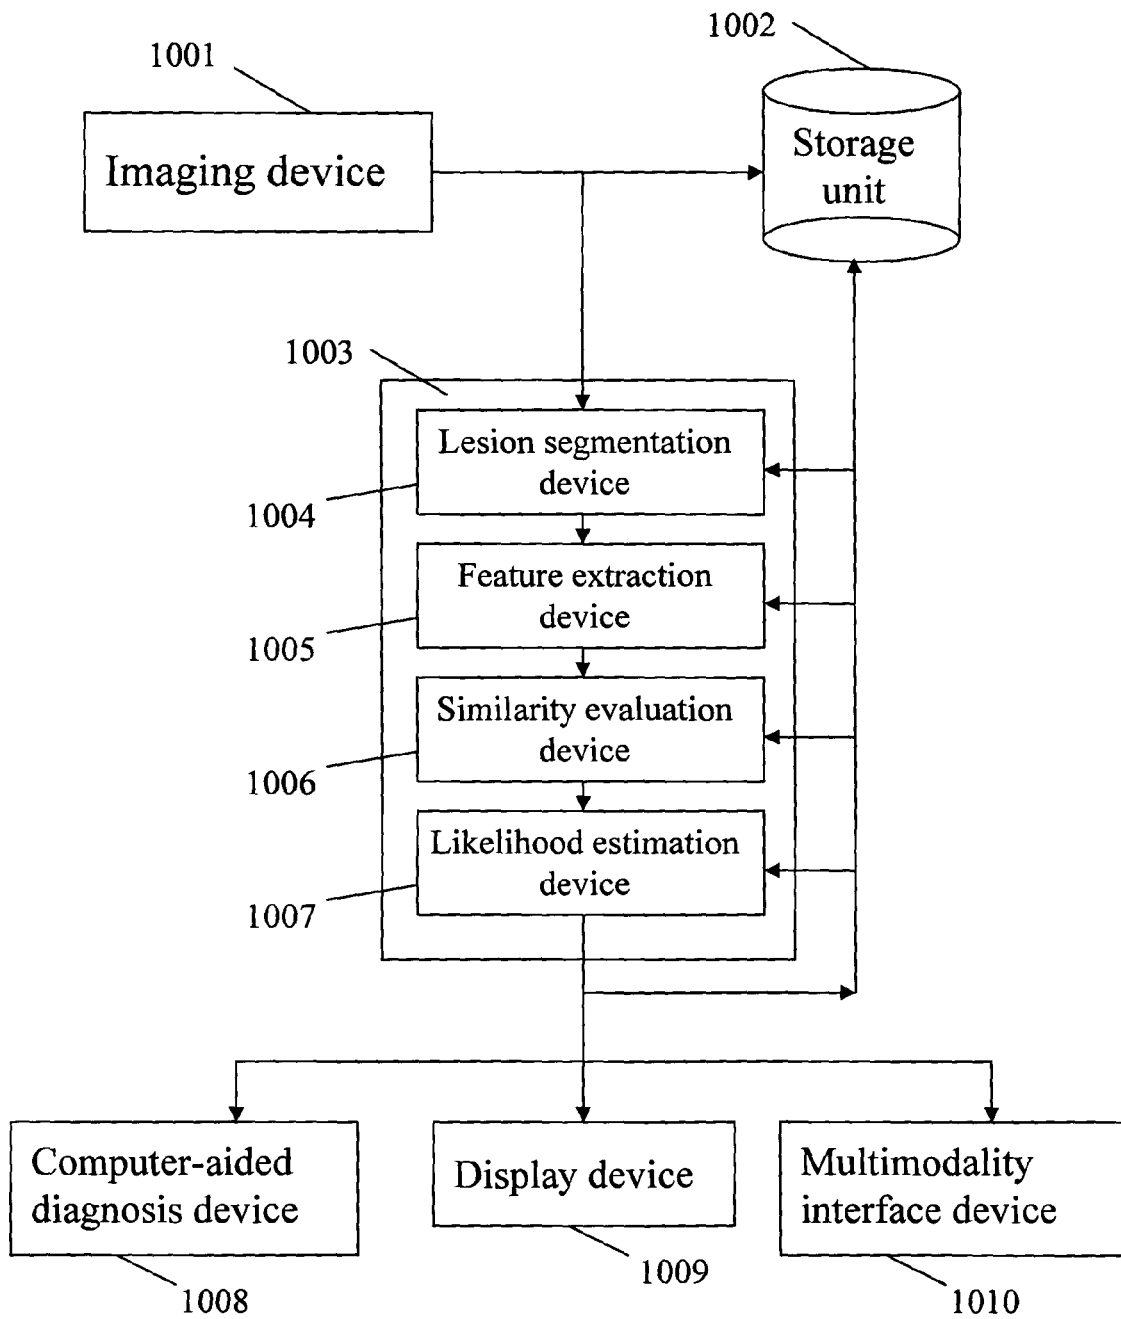 1001
1002
Imaging device
Storage
unit
1003
Lesion segmentation
device
1004
Feature extraction
device
1005
Similarity evaluation
device
1006
Likelihood estimation
device
1007
Computer-aided
diagnosis device
Display device
Multimodality
interface device
1008
1009
1010